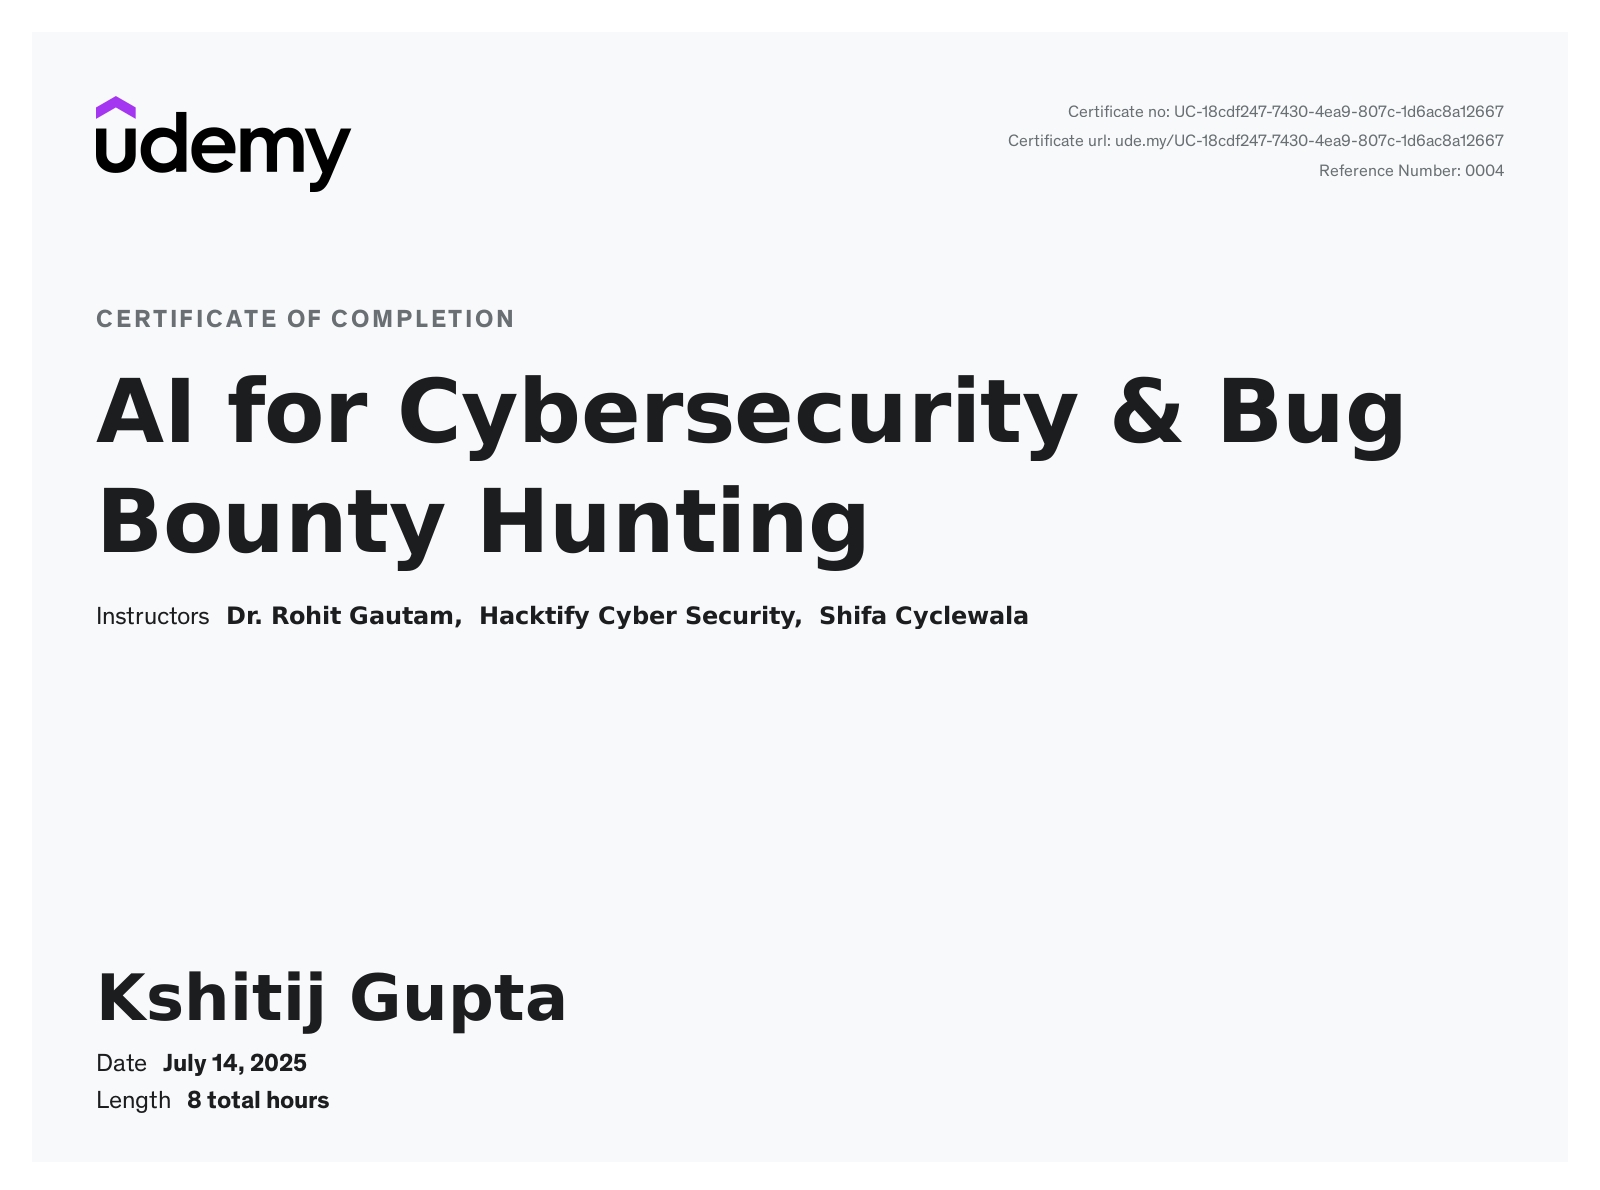 udemy
Certificate no: UC-18cdf247-7430-4ea9-807c-1d6ac8a12667
Certificate url: ude.my/UC-18cdf247-7430-4ea9-807c-1d6ac8a12667
Reference Number: 0004
CERTIFICATE OF COMPLETION
AI for Cybersecurity & Bug
Bounty Hunting
Instructors Dr. Rohit Gautam, Hacktify Cyber Security, Shifa Cyclewala
Kshitij Gupta
Date July 14, 2025
Length 8 total hours